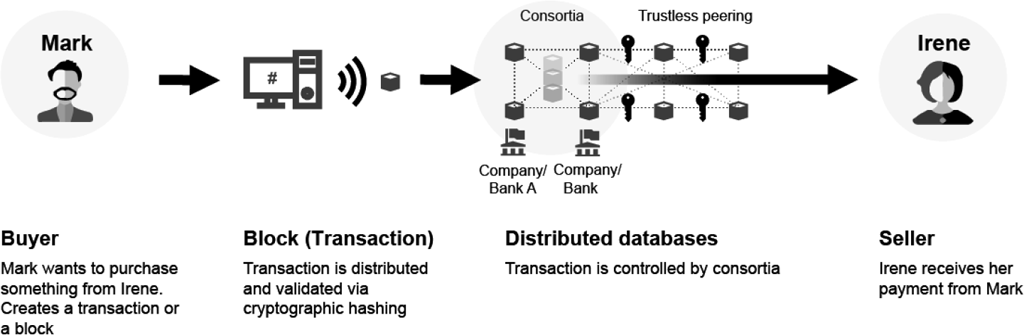 Consortia
Trustless peering
Mark
Irene
#
Company/
Bank A
Company/
Bank
Buyer
Mark wants to purchase
something from Irene.
Creates a transaction or
a block
Block (Transaction)
Transaction is distributed
and validated via
cryptographic hashing
Distributed databases
Transaction is controlled by consortia
Seller
Irene receives her
payment from Mark